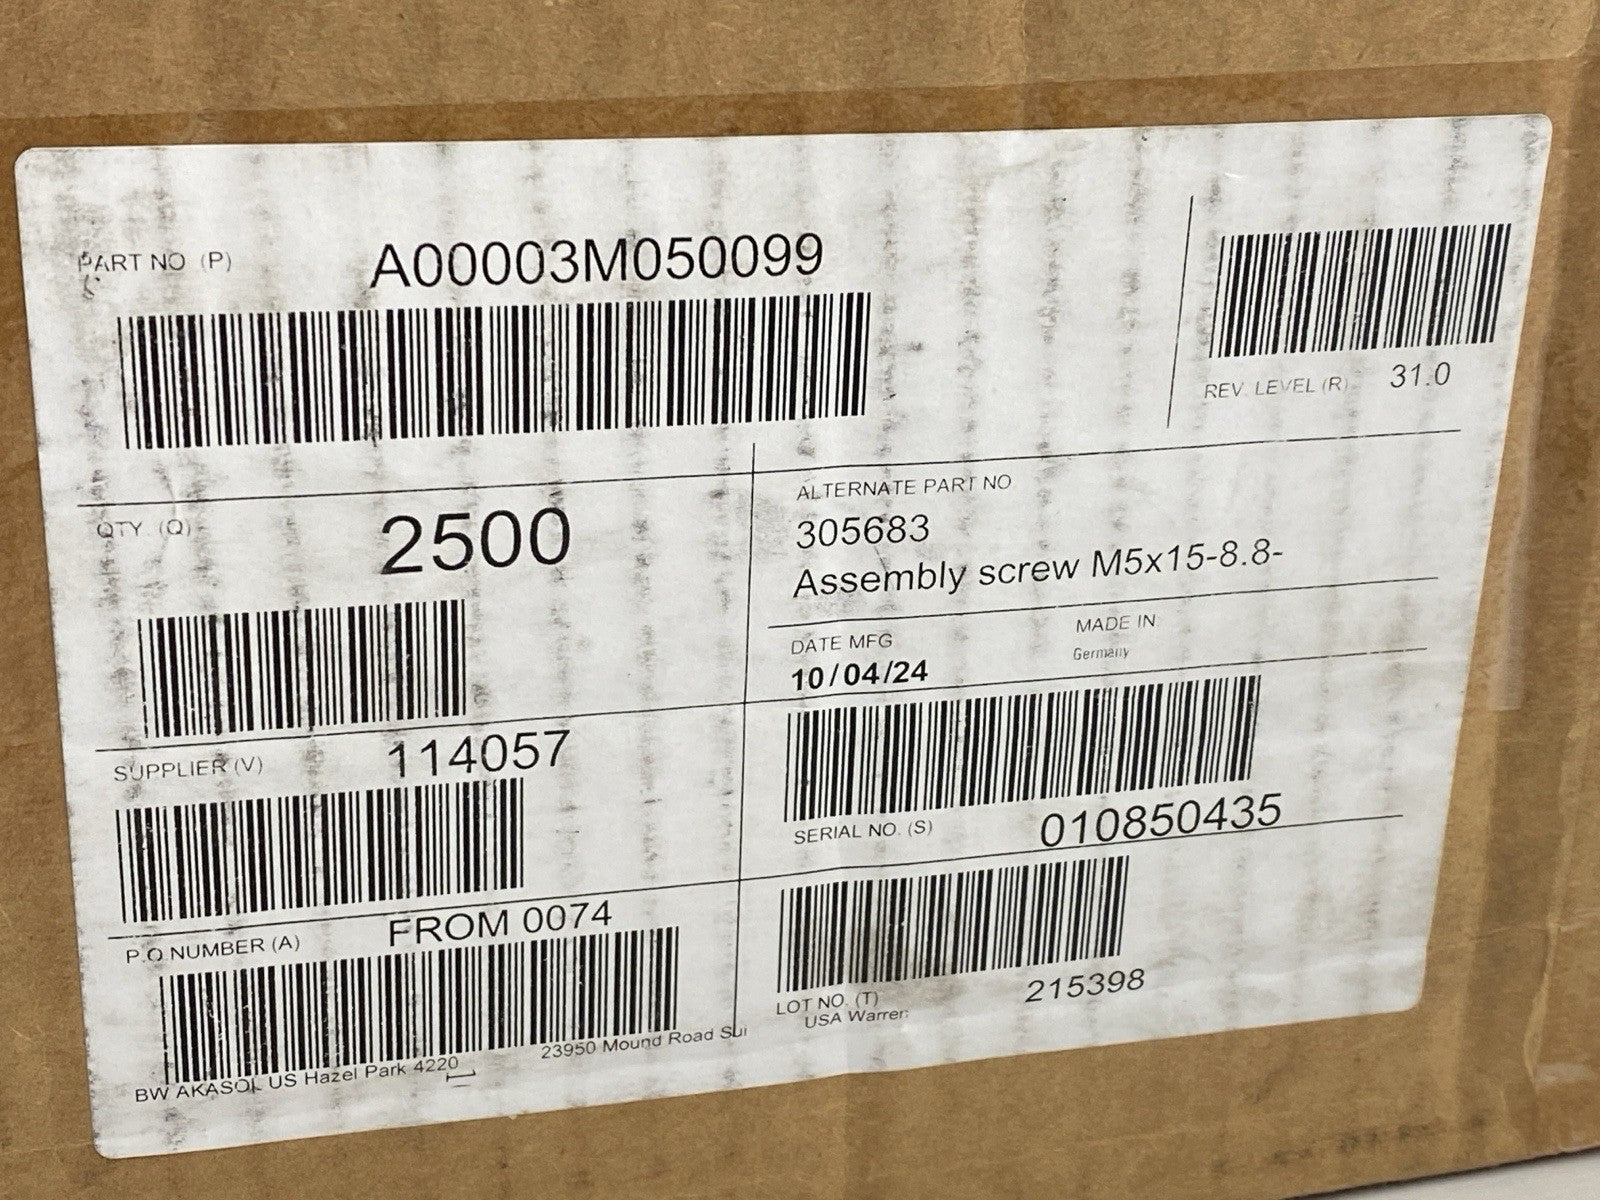 PART NO (P)
A00003M050099
REV. LEVEL (R) 31.0
QTY. (Q)
2500
ALTERNATE PART NO
305683
Assembly screw M5x15-8.8-
DATE MFG
10/04/24
MADE IN
Germany
SUPPLIER (V)
114057
SERIAL NO. (S)
010850435
P.O NUMBER (A)
FROM 0074
LOT NO. (T)
215398
USA Warren
BW AKASOL US Hazel Park 4220
23950 Mound Road Sui